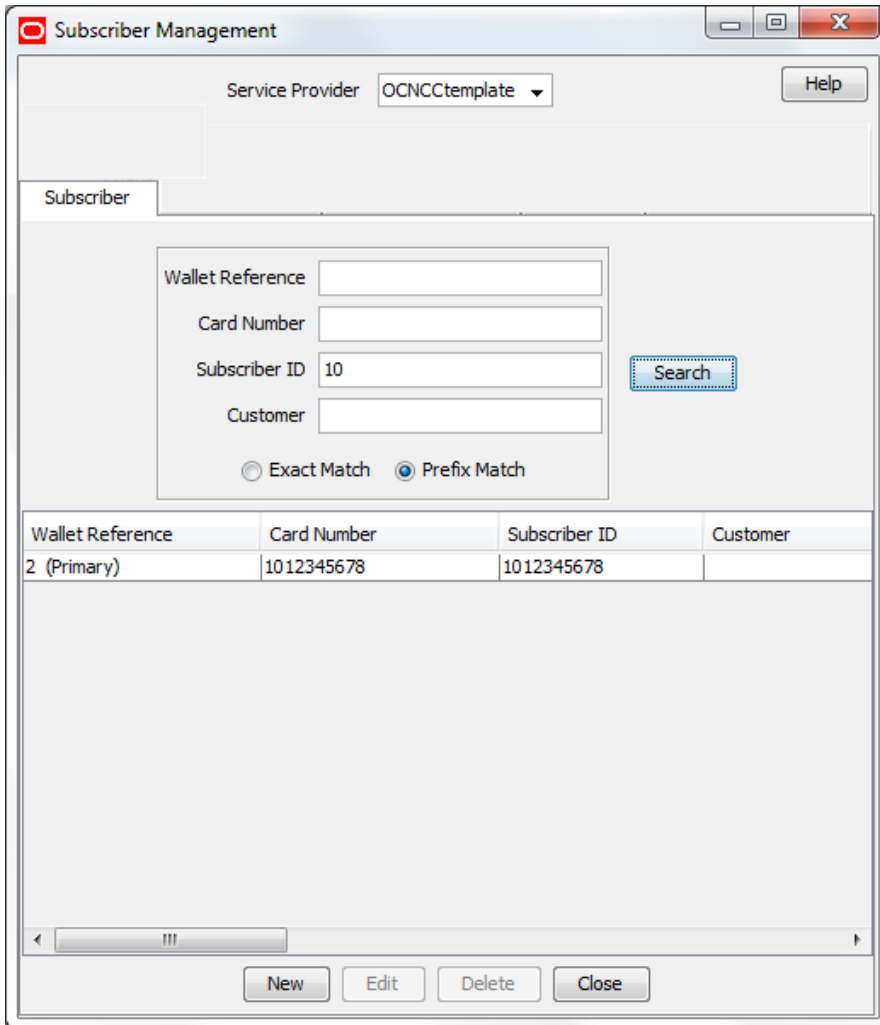 Subscriber Management
Service Provider OCNCCtemplate Help
Subscriber
Wallet Reference
Card Number
Subscriber ID 10 Search
Customer
Exact Match Prefix Match
Wallet Reference Card Number Subscriber ID Customer
2 (Primary) 1012345678 1012345678
New Edit Delete Close